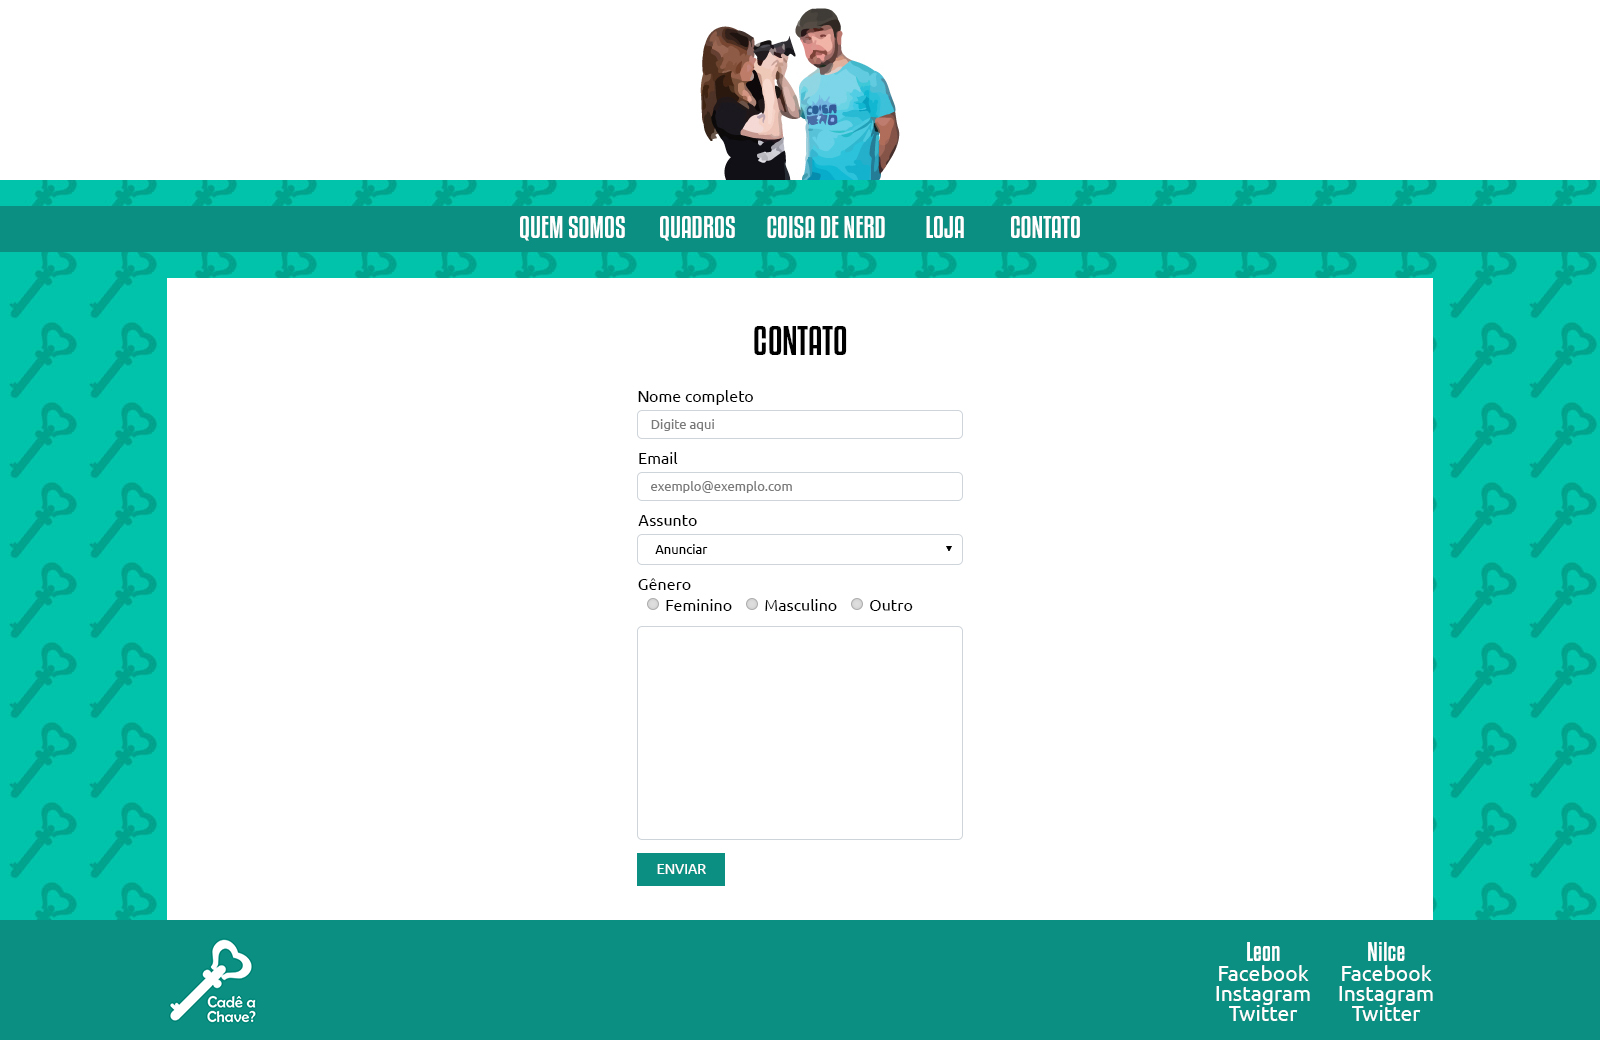 COISA
NERD
QUEM SOMOS QUADROS COISA DE NERD LOJA CONTATO
CONTATO
Nome completo
Digite aqui
Email
exemplo@exemplo.com
Assunto
Anunciar
Gênero
Feminino Masculino Outro
ENVIAR
Cadê a
Chave?
Leon
Facebook
Instagram
Twitter
Nilce
Facebook
Instagram
Twitter